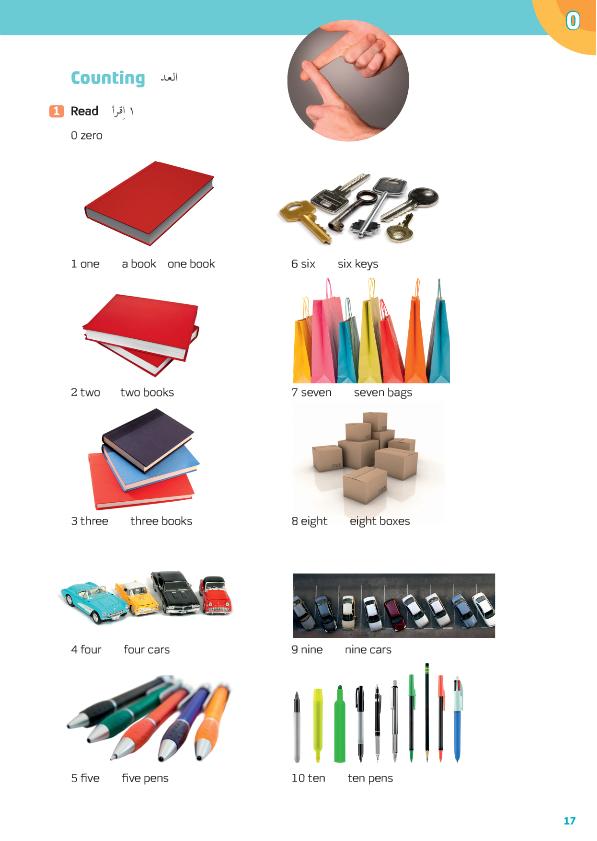 0
Counting العد
1 Read ١ اِقرأ
0 zero
1 one a book one book
6 six six keys
2 two two books
7 seven seven bags
3 three three books
8 eight eight boxes
4 four four cars
9 nine nine cars
5 five five pens
10 ten ten pens
17